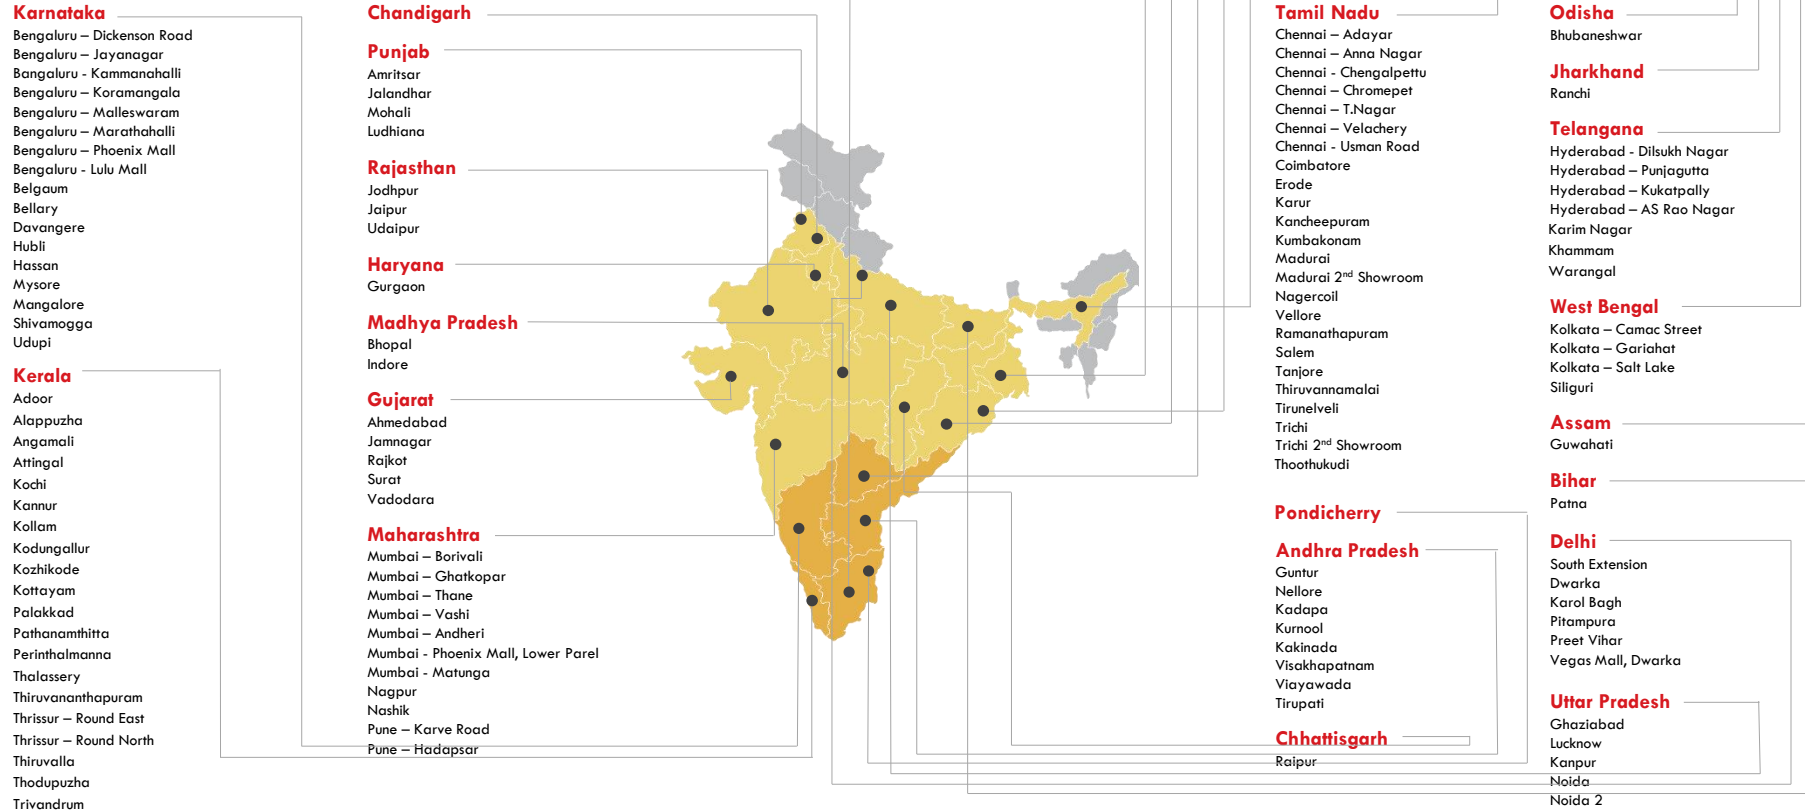 Karnataka
Bengaluru – Dickenson Road
Bengaluru – Jayanagar
Bangaluru - Kammanahalli
Bengaluru – Koramangala
Bengaluru – Malleswaram
Bengaluru – Marathahalli
Bengaluru – Phoenix Mall
Bengaluru - Lulu Mall
Belgaum
Bellary
Davangere
Hubli
Hassan
Mysore
Mangalore
Shivamogga
Udupi
Kerala
Adoor
Alappuzha
Angamali
Attingal
Kochi
Kannur
Kollam
Kodungallur
Kozhikode
Kottayam
Palakkad
Pathanamthitta
Perinthalmanna
Thalassery
Thiruvananthapuram
Thrissur – Round East
Thrissur – Round North
Thiruvalla
Thodupuzha
Trivandrum
Chandigarh
Punjab
Amritsar
Jalandhar
Mohali
Ludhiana
Rajasthan
Jodhpur
Jaipur
Udaipur
Haryana
Gurgaon
Madhya Pradesh
Bhopal
Indore
Gujarat
Ahmedabad
Jamnagar
Rajkot
Surat
Vadodara
Maharashtra
Mumbai – Borivali
Mumbai – Ghatkopar
Mumbai – Thane
Mumbai – Vashi
Mumbai – Andheri
Mumbai - Phoenix Mall, Lower Parel
Mumbai - Matunga
Nagpur
Nashik
Pune – Karve Road
Pune – Hadapsar
Tamil Nadu
Chennai – Adayar
Chennai – Anna Nagar
Chennai - Chengalpettu
Chennai – Chromepet
Chennai – T.Nagar
Chennai – Velachery
Chennai - Usman Road
Coimbatore
Erode
Karur
Kancheepuram
Kumbakonam
Madurai
Madurai 2nd Showroom
Nagercoil
Vellore
Ramanathapuram
Salem
Tanjore
Thiruvannamalai
Tirunelveli
Trichi
Trichi 2nd Showroom
Thoothukudi
Pondicherry
Andhra Pradesh
Guntur
Nellore
Kadapa
Kurnool
Kakinada
Visakhapatnam
Viayawada
Tirupati
Chhattisgarh
Raipur
Odisha
Bhubaneshwar
Jharkhand
Ranchi
Telangana
Hyderabad - Dilsukh Nagar
Hyderabad – Punjagutta
Hyderabad – Kukatpally
Hyderabad – AS Rao Nagar
Karim Nagar
Khammam
Warangal
West Bengal
Kolkata – Camac Street
Kolkata – Gariahat
Kolkata – Salt Lake
Siliguri
Assam
Guwahati
Bihar
Patna
Delhi
South Extension
Dwarka
Karol Bagh
Pitampura
Preet Vihar
Vegas Mall, Dwarka
Uttar Pradesh
Ghaziabad
Lucknow
Kanpur
Noida
Noida 2